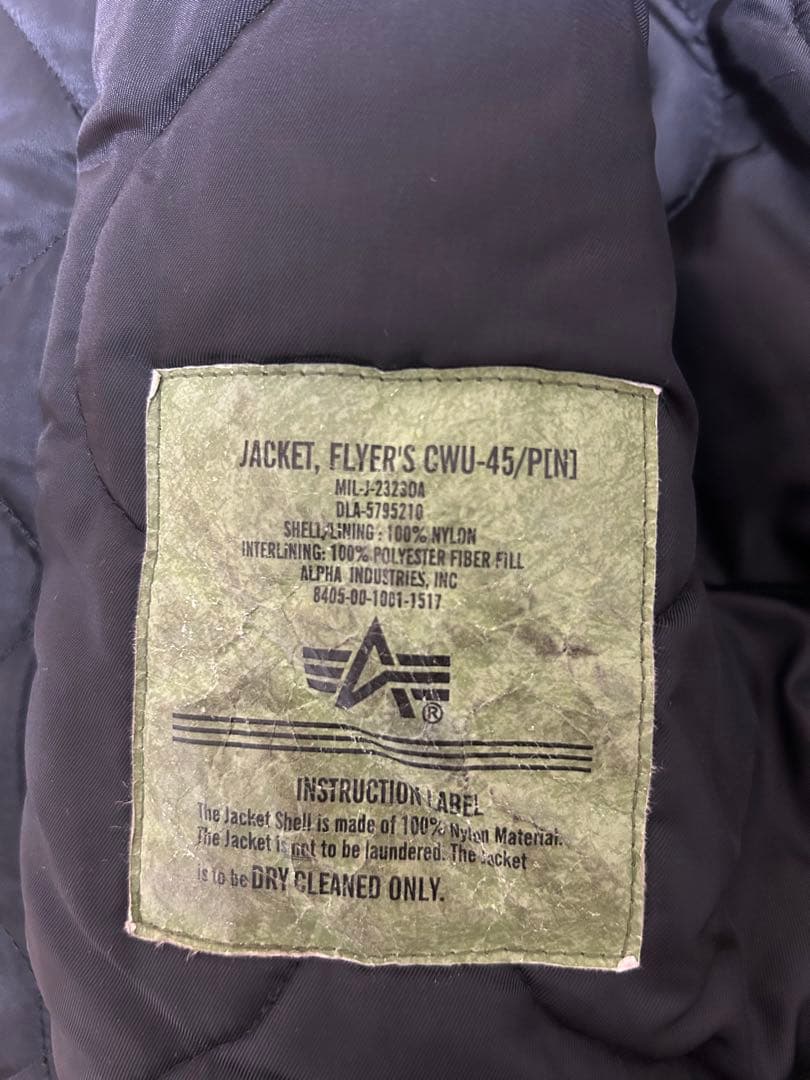 JACKET, FLYER'S CWU-45/P[N]
MIL-J-23230A
DLA-5795210
SHELL/LINING : 100% NYLON
INTERLINING: 100% POLYESTER FIBER FILL
ALPHA INDUSTRIES, INC
8405-00-1001-1517
®
INSTRUCTION LABEL
The Jacket Shell is made of 100% Nylon Material.
The Jacket is not to be laundered. The Jacket
is to be DRY CLEANED ONLY.